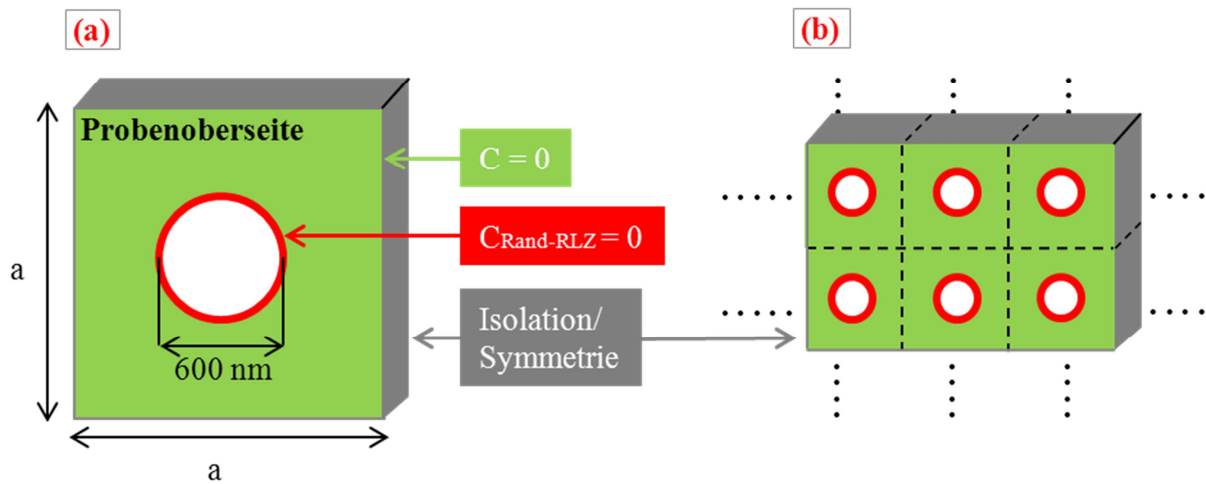 (a)
(b)
Probenoberseite
C = 0
CRand-RLZ = 0
a
Isolation/
Symmetrie
600 nm
a